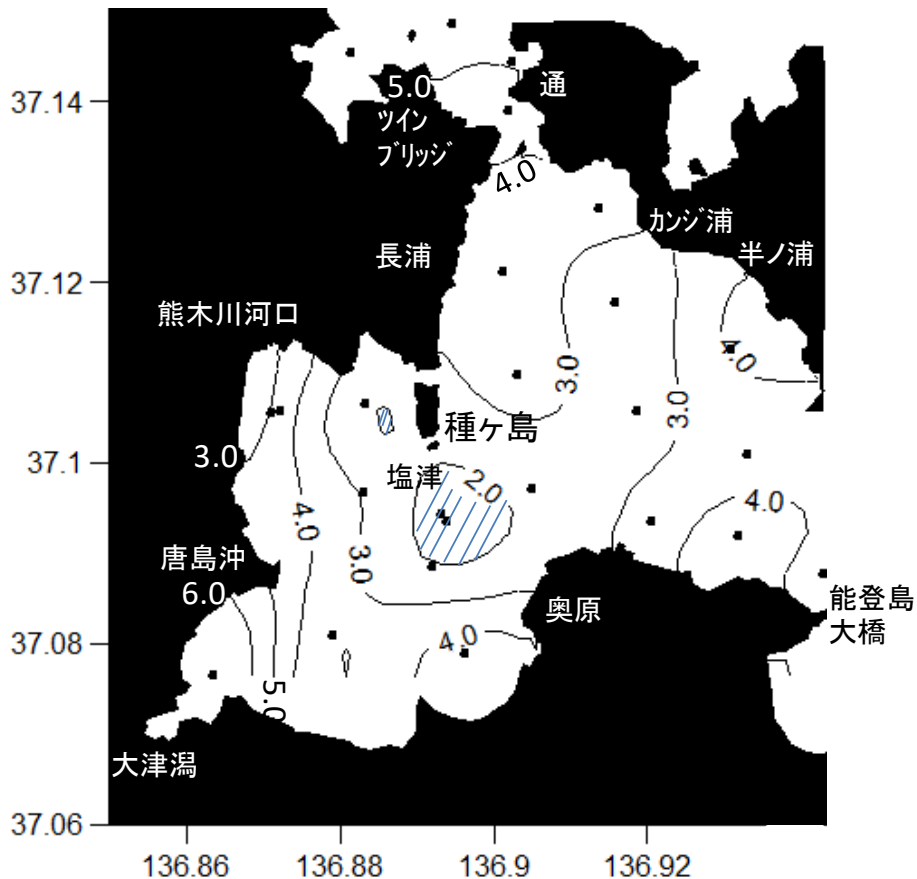 通
37.14
5.0
ツイン
ブリッジ
4.0
カンジ浦
半ノ浦
長浦
37.12
熊木川河口
4.0
3.0
3.0
種ヶ島
塩津
2.0
37.1
3.0
4.0
4.0
3.0
唐島沖
6.0
奥原
能登島
大橋
4.0
37.08
5.0
大津潟
37.06
136.86
136.88
136.9
136.92